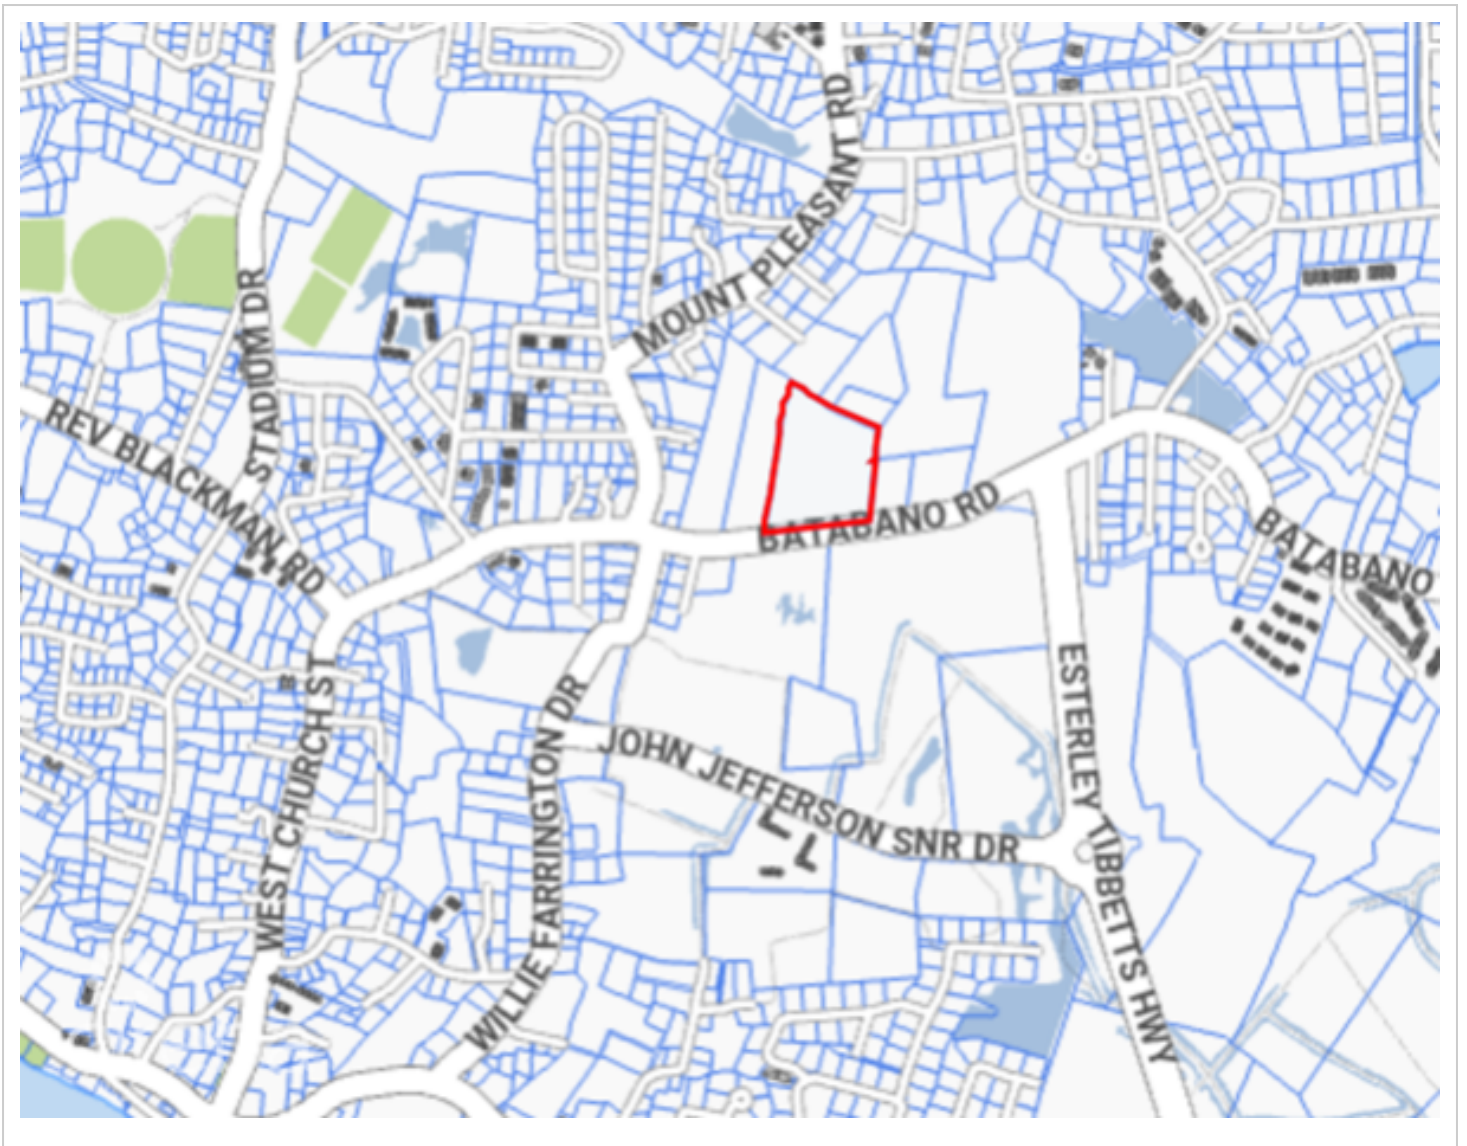 MOUNT PLEASANT RD
STADIUM DR
REV BLACKMAN RD
BATABANO RD
BATABANO
ESTERLEY TIBBETTS HWY
WEST CHURCH ST
WILLIE FARRINGTON DR
JOHN JEFFERSON SNR DR